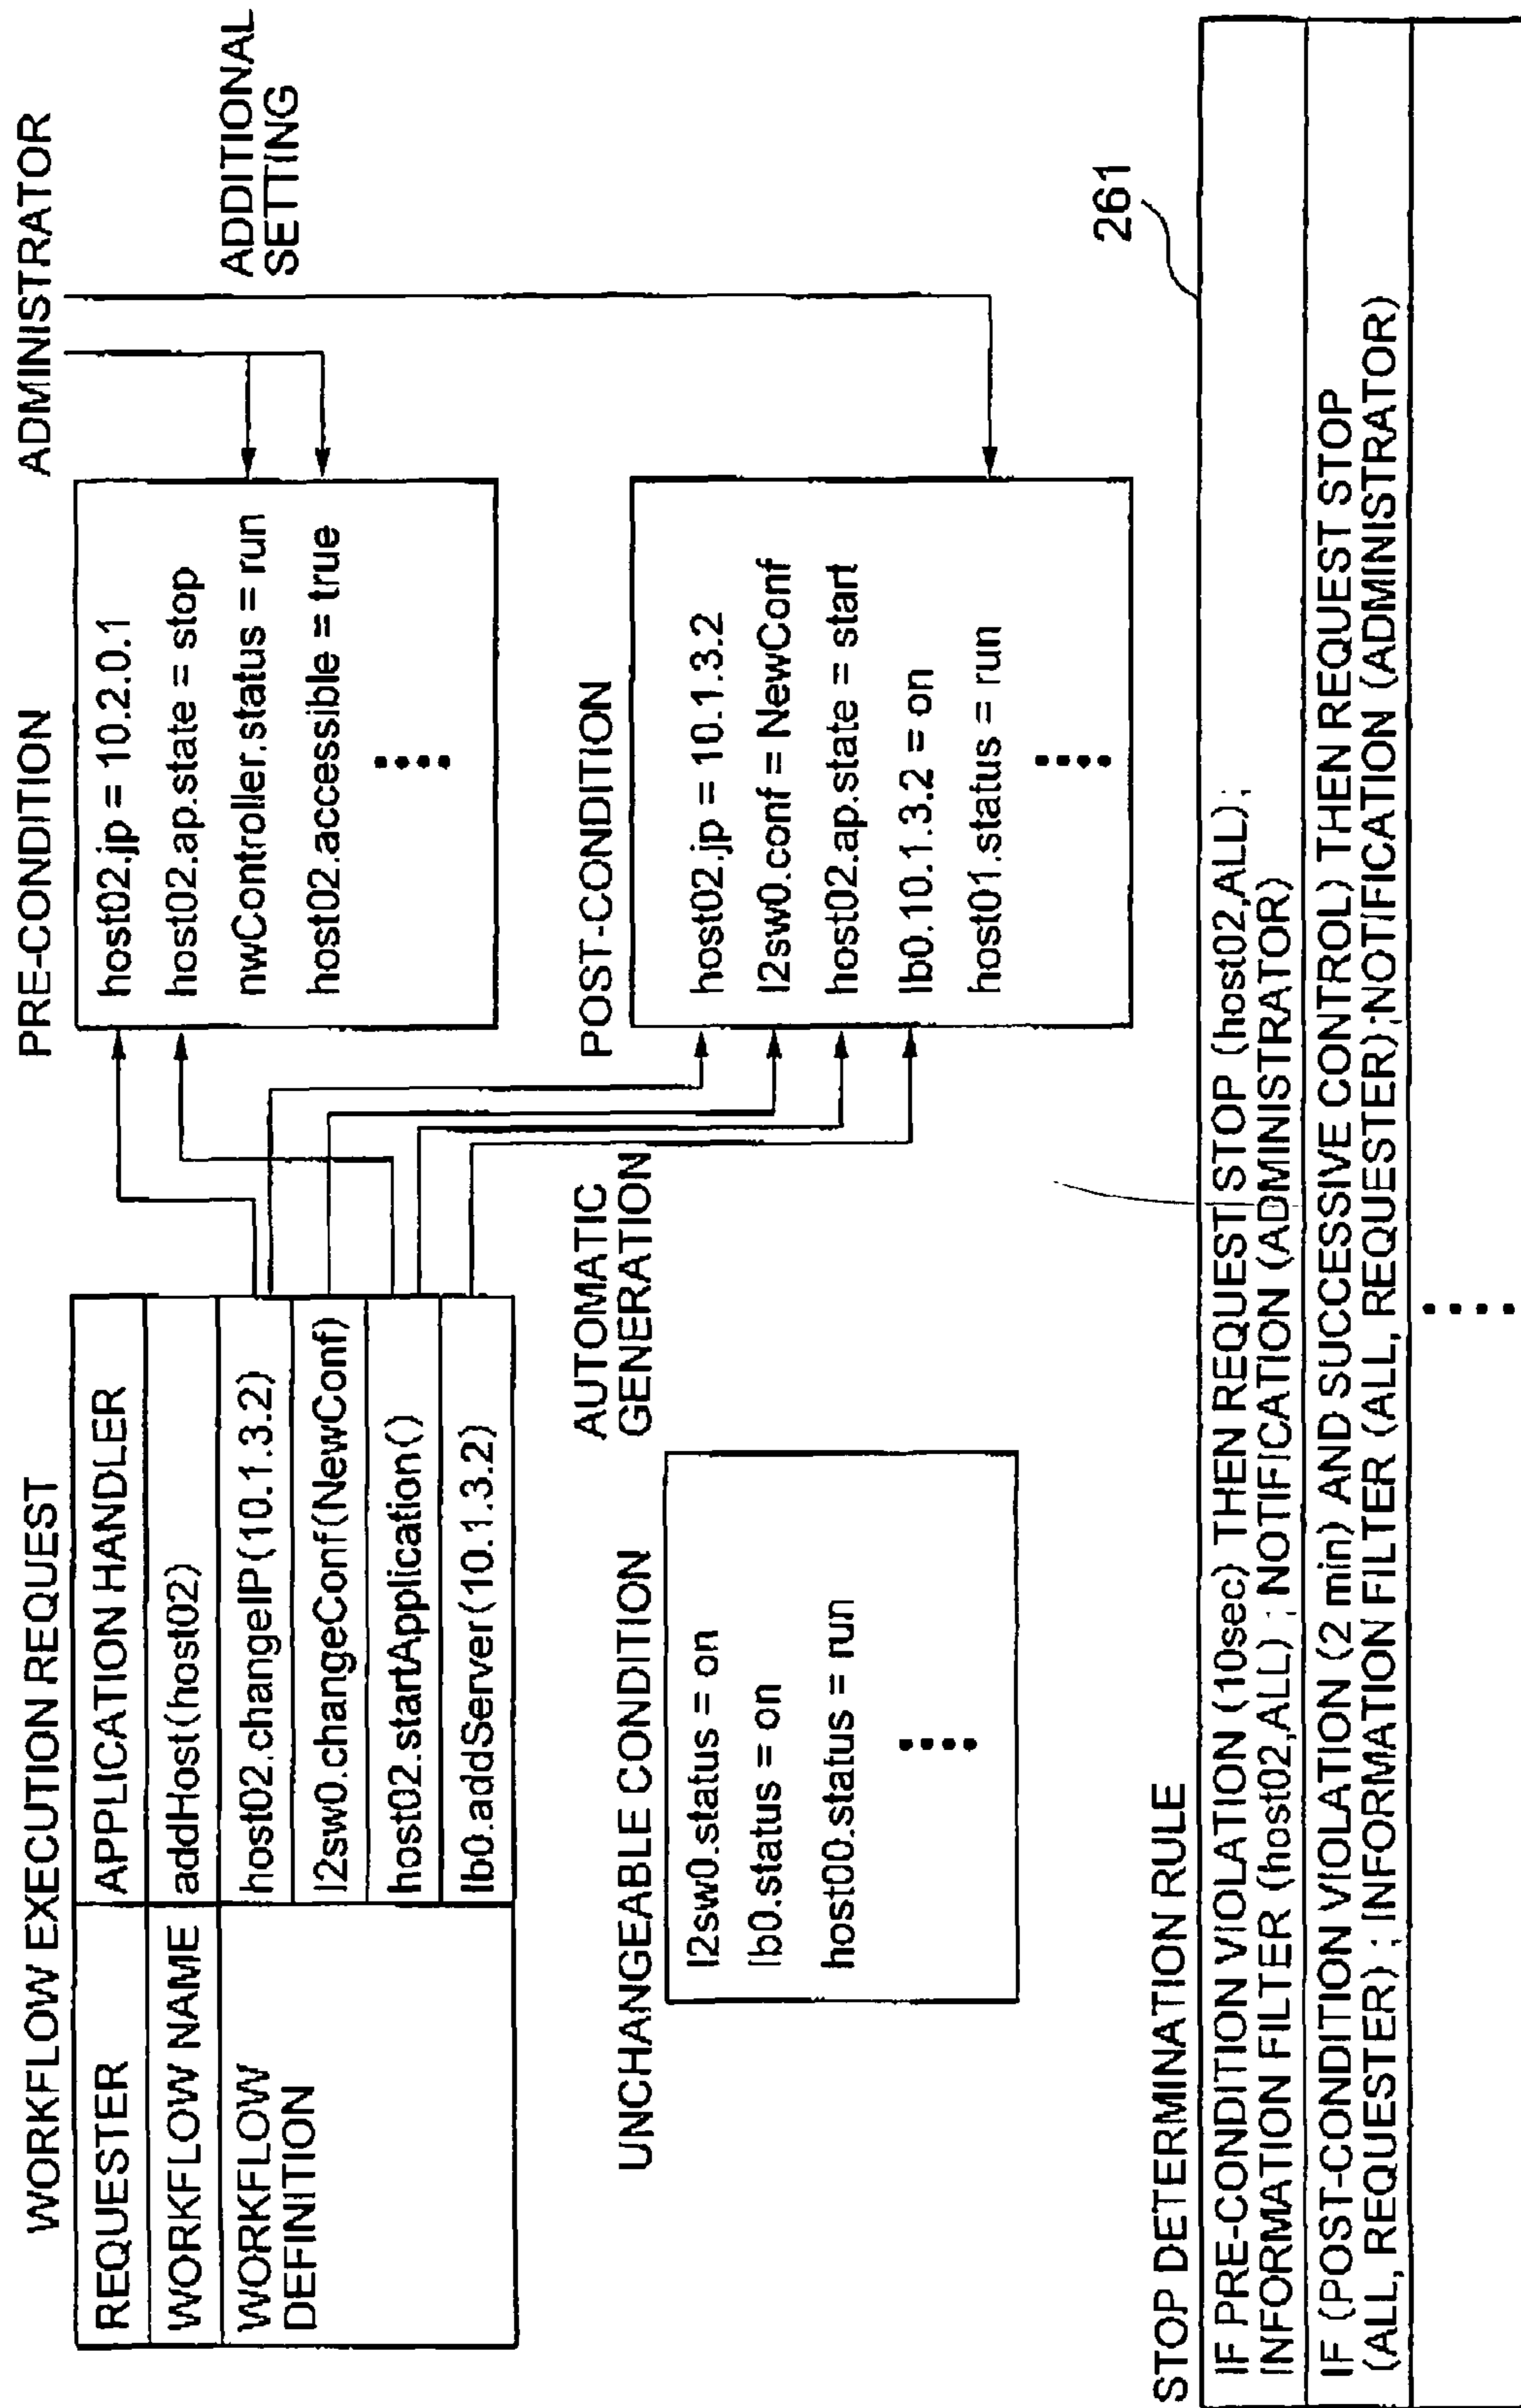 WORKFLOW EXECUTION REQUEST
REQUESTER
APPLICATION HANDLER
WORKFLOW NAME
addHost(host02)
WORKFLOW
DEFINITION
host02.changeIP(10.1.3.2)
l2sw0.changeConf(NewConf)
host02.startApplication()
lb0.addServer(10.1.3.2)
PRE-CONDITION
host02.jp = 10.2.0.1
host02.ap.state = stop
nwController.status = run
host02.accessible = true
ADMINISTRATOR
ADDITIONAL
SETTING
AUTOMATIC
GENERATION
UNCHANGEABLE CONDITION
l2sw0.status = on
lb0.status = on
host00.status = run
POST-CONDITION
host02.jp = 10.1.3.2
l2sw0.conf = NewConf
host02.ap.state = start
lb0.10.1.3.2 = on
host01.status = run
STOP DETERMINATION RULE
261
IF PRE-CONDITION VIOLATION (10sec) THEN REQUEST STOP (host02,ALL);
INFORMATION FILTER (host02,ALL) ; NOTIFICATION (ADMINISTRATOR)
IF (POST-CONDITION VIOLATION (2 min) AND SUCCESSIVE CONTROL) THEN REQUEST STOP
(ALL, REQUESTER) ; INFORMATION FILTER (ALL, REQUESTER);NOTIFICATION (ADMINISTRATOR)